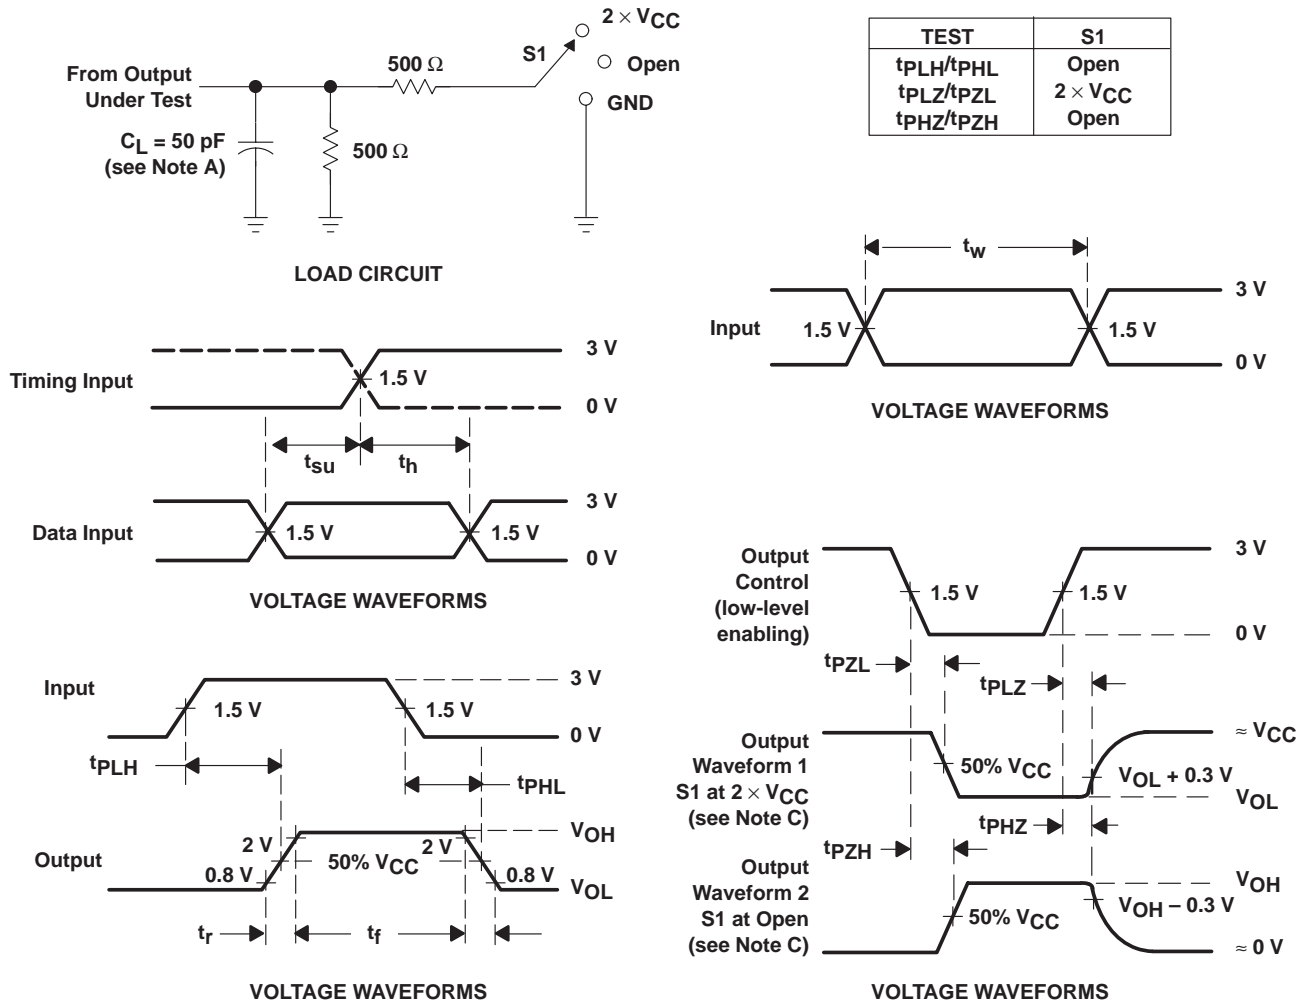 2 × VCC
S1
Open
GND
500 Ω
From Output
Under Test
CL = 50 pF
(see Note A)
500 Ω
LOAD CIRCUIT
TEST S1
tPLH/tPHL Open
tPLZ/tPZL 2 × VCC
tPHZ/tPZH Open
tw
3 V
Input 1.5 V 1.5 V
0 V
VOLTAGE WAVEFORMS
3 V
Timing Input 1.5 V
0 V
tsu th
3 V
Data Input 1.5 V 1.5 V
0 V
VOLTAGE WAVEFORMS
3 V
Input 1.5 V 1.5 V
0 V
tPLH tPHL
VOH
2 V 2 V
Output 50% VCC
0.8 V 0.8 V
VOL
tr tf
VOLTAGE WAVEFORMS
Output
Control
(low-level
enabling)
3 V
1.5 V 1.5 V
0 V
tPZL
tPLZ
Output
Waveform 1
S1 at 2 × VCC
(see Note C)
≈ VCC
50% VCC
VOL + 0.3 V
VOL
tPHZ
tPZH
Output
Waveform 2
S1 at Open
(see Note C)
VOH
VOH – 0.3 V
50% VCC
≈ 0 V
VOLTAGE WAVEFORMS